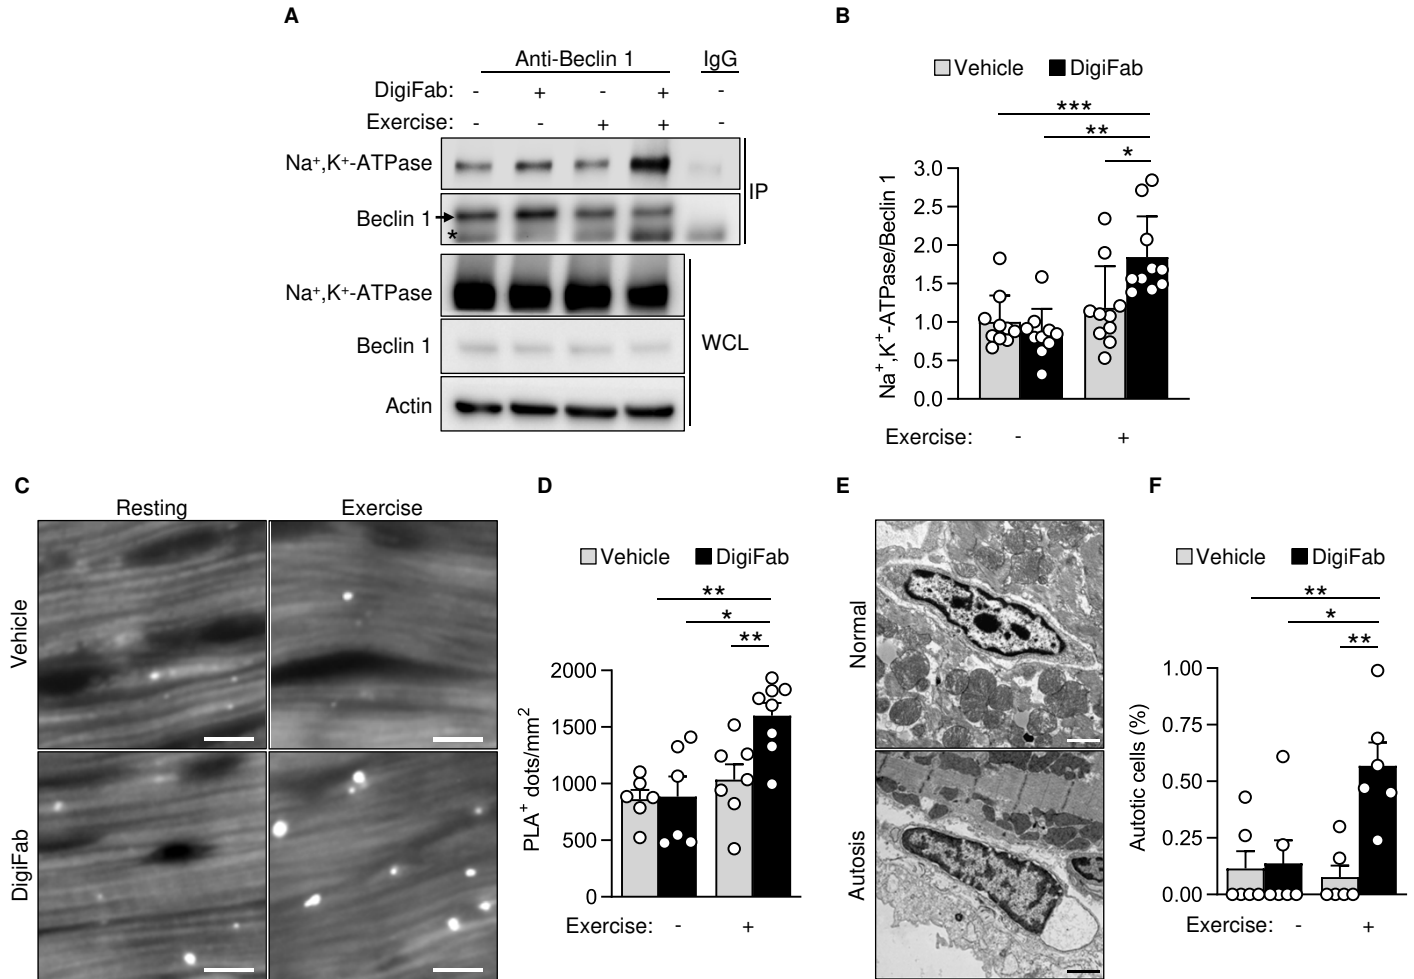 A
Anti-Beclin 1 IgG
DigiFab: - + - + -
Exercise: - - + + -
Na⁺,K⁺-ATPase
Beclin 1
*
IP
Na⁺,K⁺-ATPase
Beclin 1
Actin
WCL
B
Vehicle DigiFab
***
**
*
Na⁺,K⁺-ATPase/Beclin 1
3.0
2.5
2.0
1.5
1.0
0.5
0.0
Exercise: - +
C
Resting Exercise
Vehicle
DigiFab
D
Vehicle DigiFab
**
*
**
PLA⁺ dots/mm²
2000
1500
1000
500
0
Exercise: - +
E
Normal
Autosis
F
Vehicle DigiFab
**
*
**
Autotic cells (%)
1.00
0.75
0.50
0.25
0.00
Exercise: - +